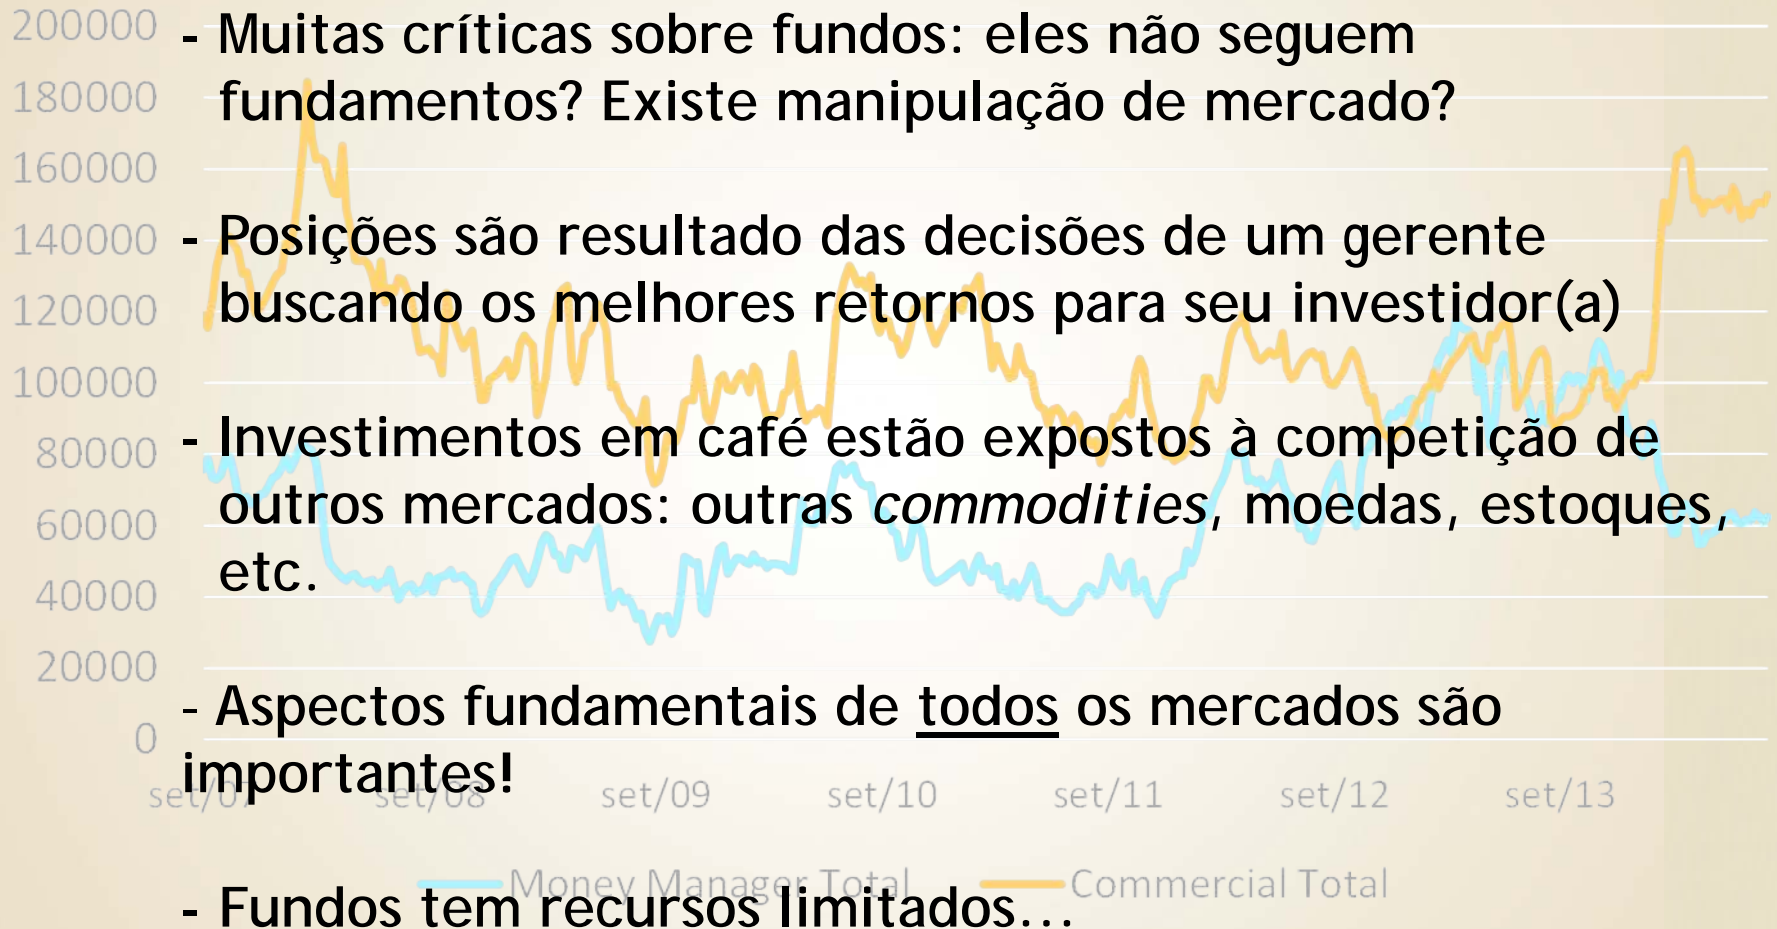 - Muitas críticas sobre fundos: eles não seguem
fundamentos? Existe manipulação de mercado?
- Posições são resultado das decisões de um gerente
buscando os melhores retornos para seu investidor(a)
- Investimentos em café estão expostos à competição de
outros mercados: outras commodities, moedas, estoques,
etc.
- Aspectos fundamentais de todos os mercados são
importantes!
- Fundos tem recursos limitados...
200000
180000
160000
140000
120000
100000
80000
60000
40000
20000
0
set/07 set/08 set/09 set/10 set/11 set/12 set/13
Money Manager Total Commercial Total